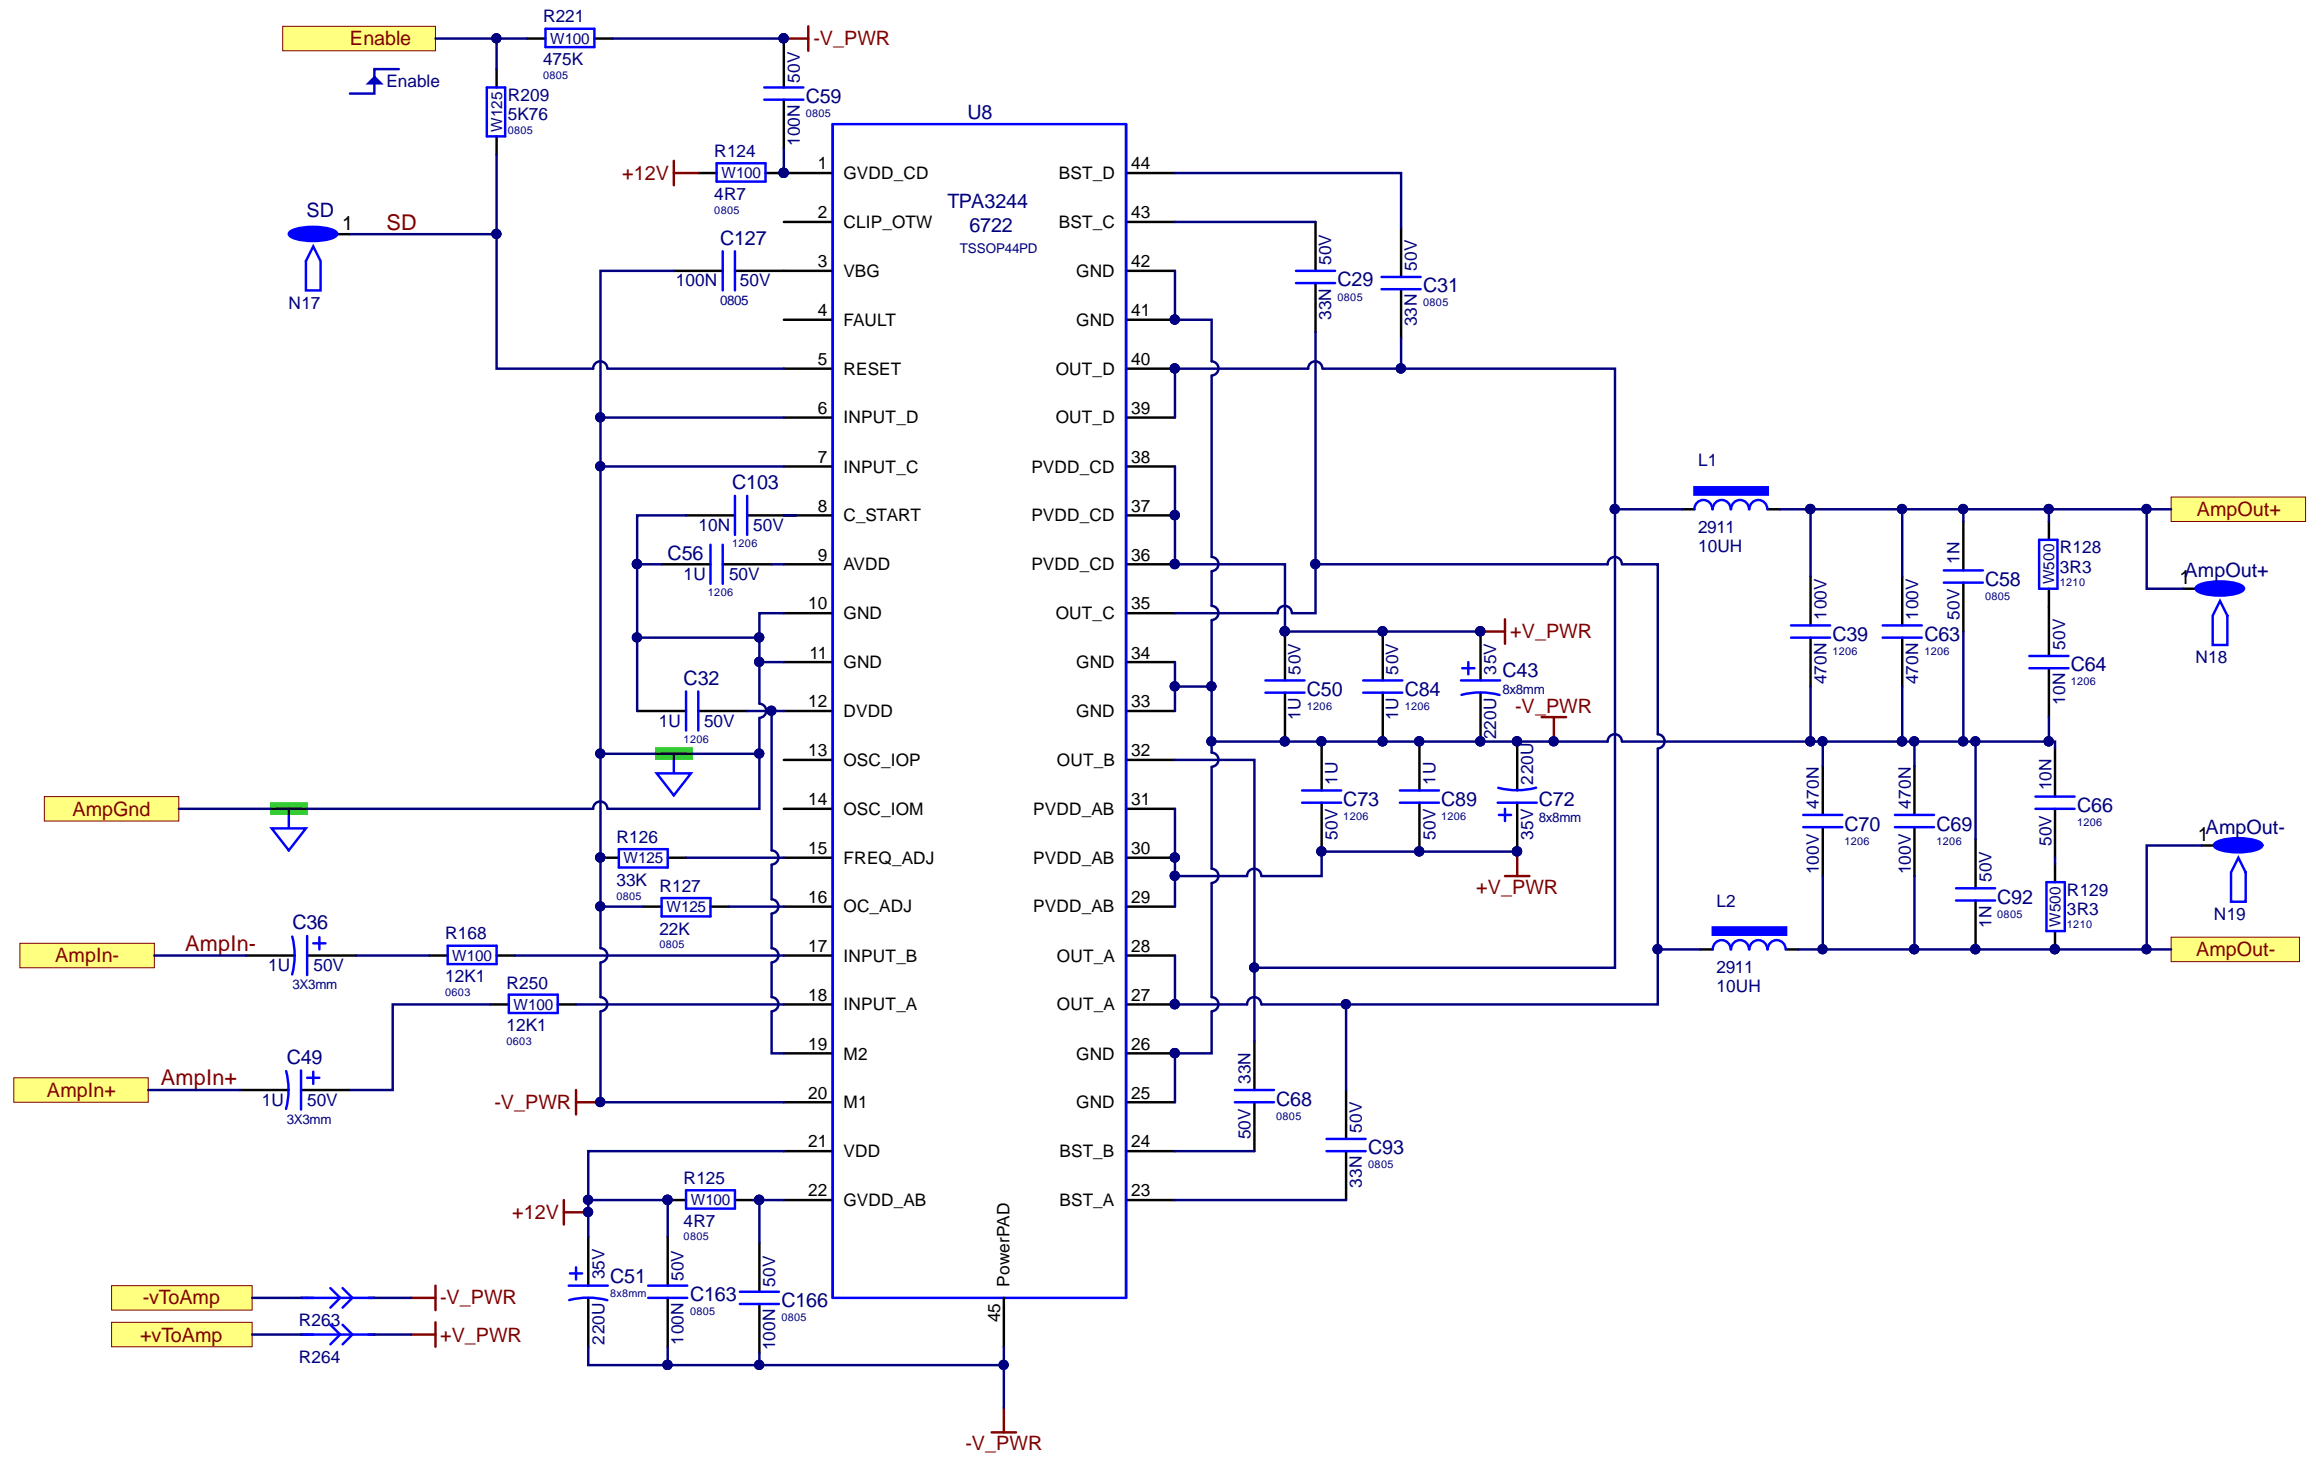 Enable
Enable
R221
W100
475K
0805
-V_PWR
R209
W125
5K76
0805
50V
C59
0805
100N
SD
1
SD
N17
+12V
R124
W100
4R7
0805
C127
100N
50V
0805
U8
TPA3244
6722
TSSOP44PD
1 GVDD_CD
2 CLIP_OTW
3 VBG
4 FAULT
5 RESET
6 INPUT_D
7 INPUT_C
8 C_START
9 AVDD
10 GND
11 GND
12 DVDD
13 OSC_IOP
14 OSC_IOM
15 FREQ_ADJ
16 OC_ADJ
17 INPUT_B
18 INPUT_A
19 M2
20 M1
21 VDD
22 GVDD_AB
BST_D 44
BST_C 43
GND 42
GND 41
OUT_D 40
OUT_D 39
PVDD_CD 38
PVDD_CD 37
PVDD_CD 36
OUT_C 35
GND 34
GND 33
OUT_B 32
PVDD_AB 31
PVDD_AB 30
PVDD_AB 29
OUT_A 28
OUT_A 27
GND 26
GND 25
BST_B 24
BST_A 23
PowerPAD
45
-V_PWR
C103
10N
50V
1206
C56
1U
50V
1206
C32
1U
50V
1206
AmpGnd
R126
W125
33K
0805
R127
W125
22K
0805
AmpIn-
AmpIn-
C36
1U
50V
3X3mm
R168
W100
12K1
0603
R250
W100
12K1
0603
AmpIn+
AmpIn+
C49
1U
50V
3X3mm
-V_PWR
+12V
R125
W100
4R7
0805
35V
C51
8x8mm
220U
50V
C163
0805
100N
50V
C166
0805
100N
-vToAmp
R263
-V_PWR
+vToAmp
R264
+V_PWR
50V
C29
0805
33N
50V
C31
0805
33N
+V_PWR
50V
C50
1206
1U
50V
C84
1206
1U
35V
C43
8x8mm
220U
-V_PWR
1U
C73
1206
50V
1U
C89
1206
50V
220U
C72
8x8mm
35V
+V_PWR
33N
C68
0805
50V
50V
C93
0805
33N
L1
2911
10UH
L2
2911
10UH
100V
C39
1206
470N
100V
C63
1206
470N
1N
C58
0805
50V
R128
W500
3R3
1210
50V
C64
1206
10N
470N
C70
1206
100V
470N
C69
1206
100V
50V
C92
0805
1N
10N
C66
1206
50V
R129
W500
3R3
1210
AmpOut+
AmpOut+
1
N18
AmpOut-
1
N19
AmpOut-